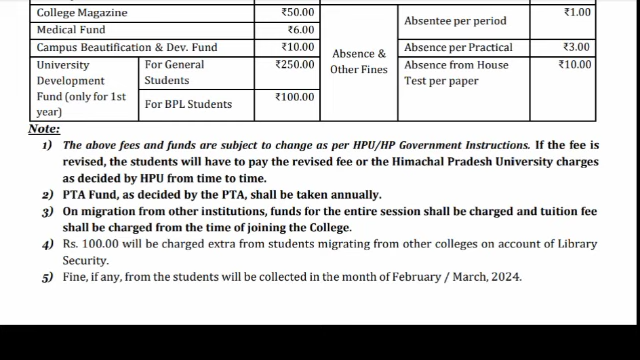 College Magazine ₹50.00 Absentee per period ₹1.00
Medical Fund ₹6.00
Campus Beautification & Dev. Fund ₹10.00 Absence & Other Fines Absence per Practical ₹3.00
University Development Fund (only for 1st year) For General Students ₹250.00 Absence from House Test per paper ₹10.00
For BPL Students ₹100.00
Note:
1) The above fees and funds are subject to change as per HPU/HP Government Instructions. If the fee is
revised, the students will have to pay the revised fee or the Himachal Pradesh University charges
as decided by HPU from time to time.
2) PTA Fund, as decided by the PTA, shall be taken annually.
3) On migration from other institutions, funds for the entire session shall be charged and tuition fee
shall be charged from the time of joining the College.
4) Rs. 100.00 will be charged extra from students migrating from other colleges on account of Library
Security.
5) Fine, if any, from the students will be collected in the month of February / March, 2024.